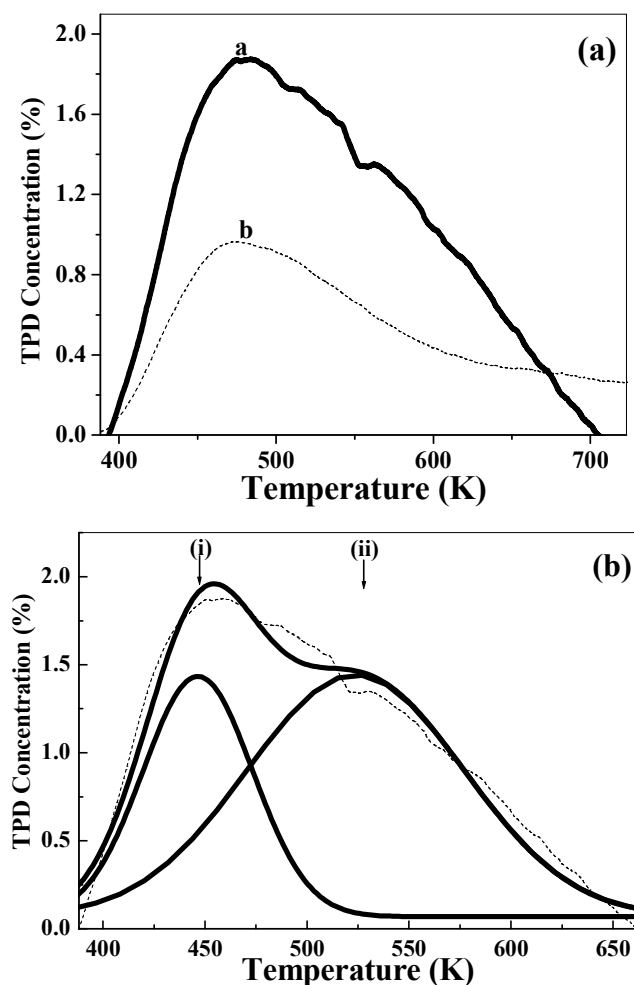 (a)
a
b
TPD Concentration (%)
2.0
1.6
1.2
0.8
0.4
0.0
400 500 600 700
Temperature (K)
(b)
(i) (ii)
TPD Concentration (%)
2.0
1.5
1.0
0.5
0.0
400 450 500 550 600 650
Temperature (K)